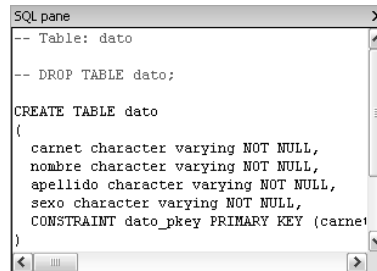 SQL pane
-- Table: dato
-- DROP TABLE dato;
CREATE TABLE dato
(
carnet character varying NOT NULL,
nombre character varying NOT NULL,
apellido character varying NOT NULL,
sexo character varying NOT NULL,
CONSTRAINT dato_pkey PRIMARY KEY (carnet
)